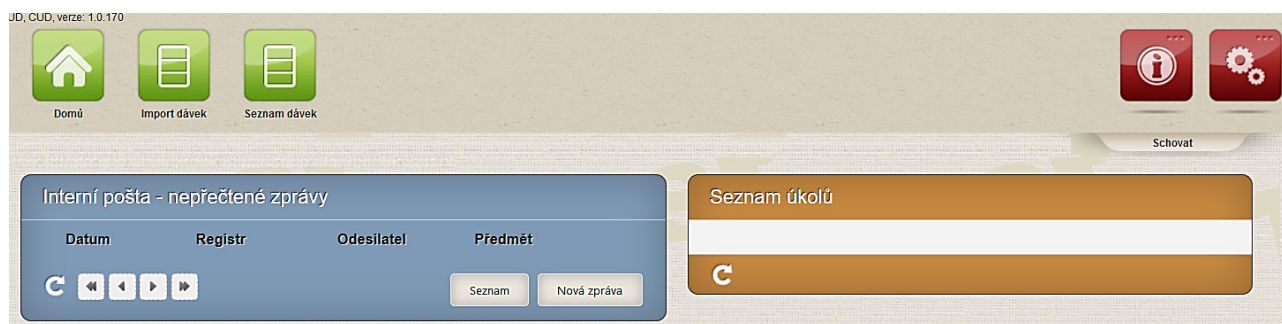 UD, CUD, verze: 1.0.170
Domů
Import dávek
Seznam dávek
Schovat
Interní pošta - nepřečtené zprávy
Datum Registr Odesilatel Předmět
Seznam Nová zpráva
Seznam úkolů